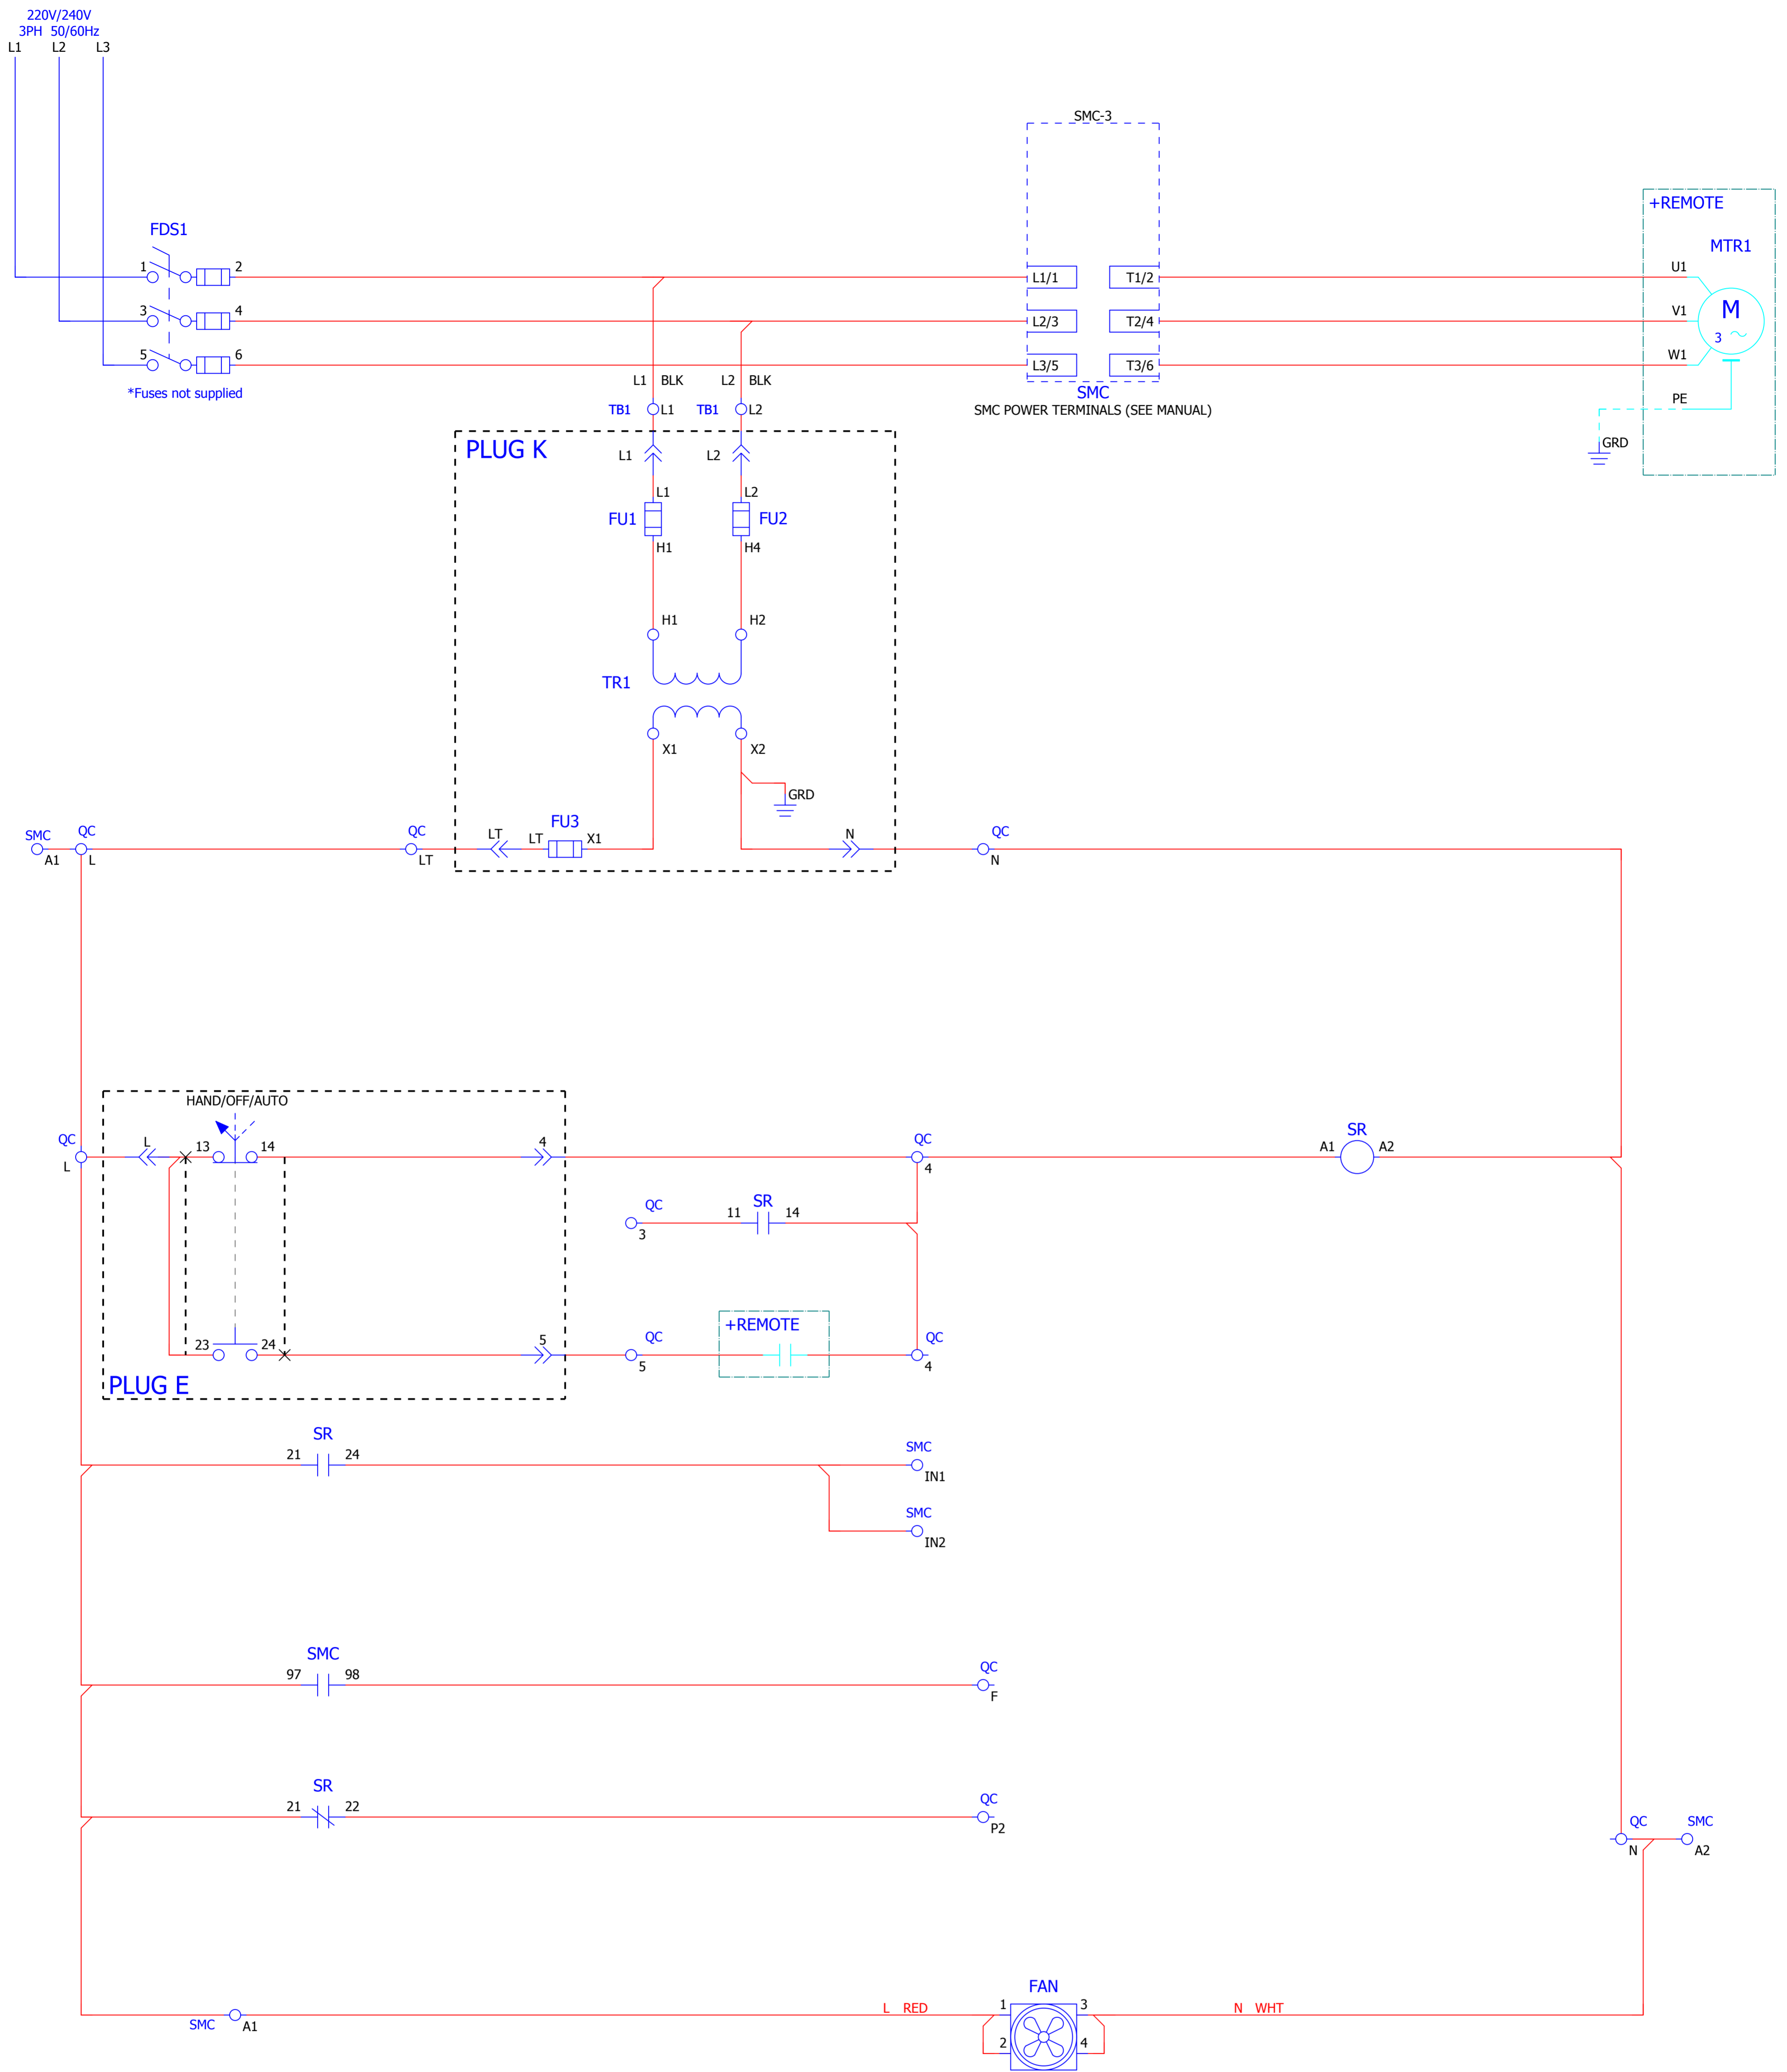 220V/240V
3PH 50/60Hz
L1 L2 L3
SMC-3
+REMOTE
FDS1
MTR1
1 2
L1/1 T1/2
U1
3 4
L2/3 T2/4
V1
M
3
5 6
L3/5 T3/6
W1
*Fuses not supplied
L1 BLK L2 BLK
SMC
PE
TB1 L1 TB1 L2
SMC POWER TERMINALS (SEE MANUAL)
GRD
PLUG K
L1 L2
L1 L2
FU1 FU2
H1 H4
H1 H2
TR1
X1 X2
GRD
FU3
SMC QC QC LT LT X1 N QC
A1 L LT N
HAND/OFF/AUTO
QC L 13 14 4 QC SR
A1 A2
L 4
QC SR
11 14
3
+REMOTE
23 24 5 QC QC
5 4
PLUG E
SR SMC
21 24
IN1
SMC
IN2
SMC
97 98 QC
F
SR
21 22 QC
P2
QC SMC
N A2
FAN
L RED 1 3 N WHT
SMC A1
2 4